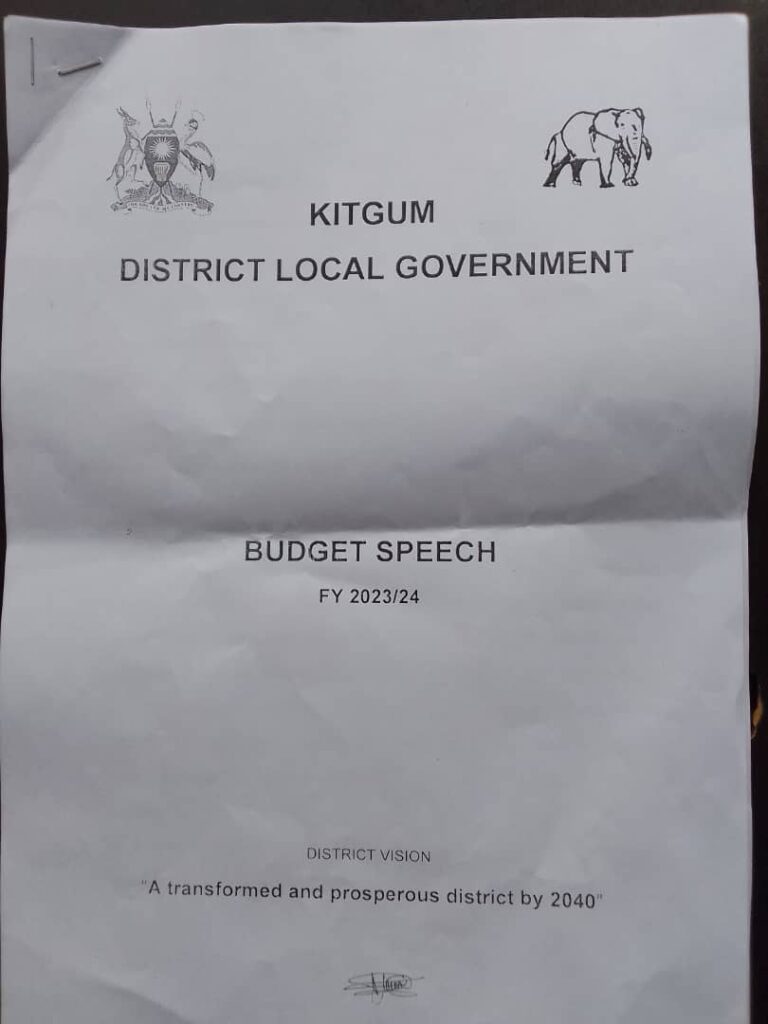 KITGUM
DISTRICT LOCAL GOVERNMENT
BUDGET SPEECH
FY 2023/24
DISTRICT VISION
"A transformed and prosperous district by 2040"